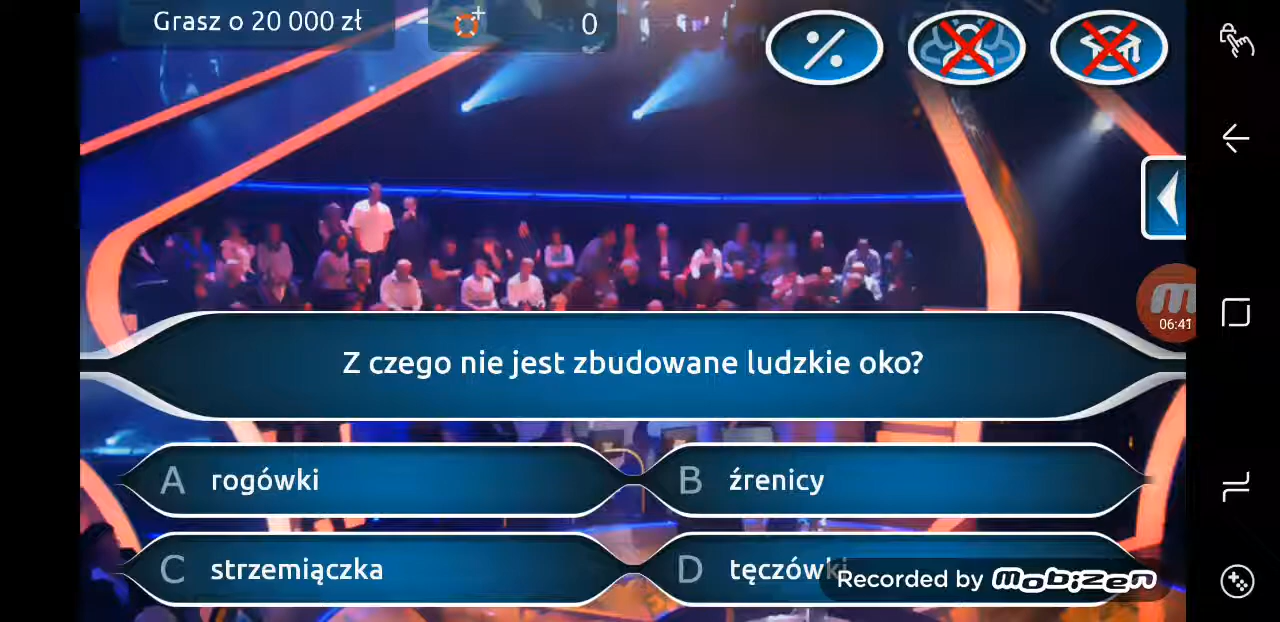 Grasz o 20 000 zł
0
06:41
Z czego nie jest zbudowane ludzkie oko?
A rogówki
B źrenicy
C strzemiączka
D tęczówki
Recorded by mobizen